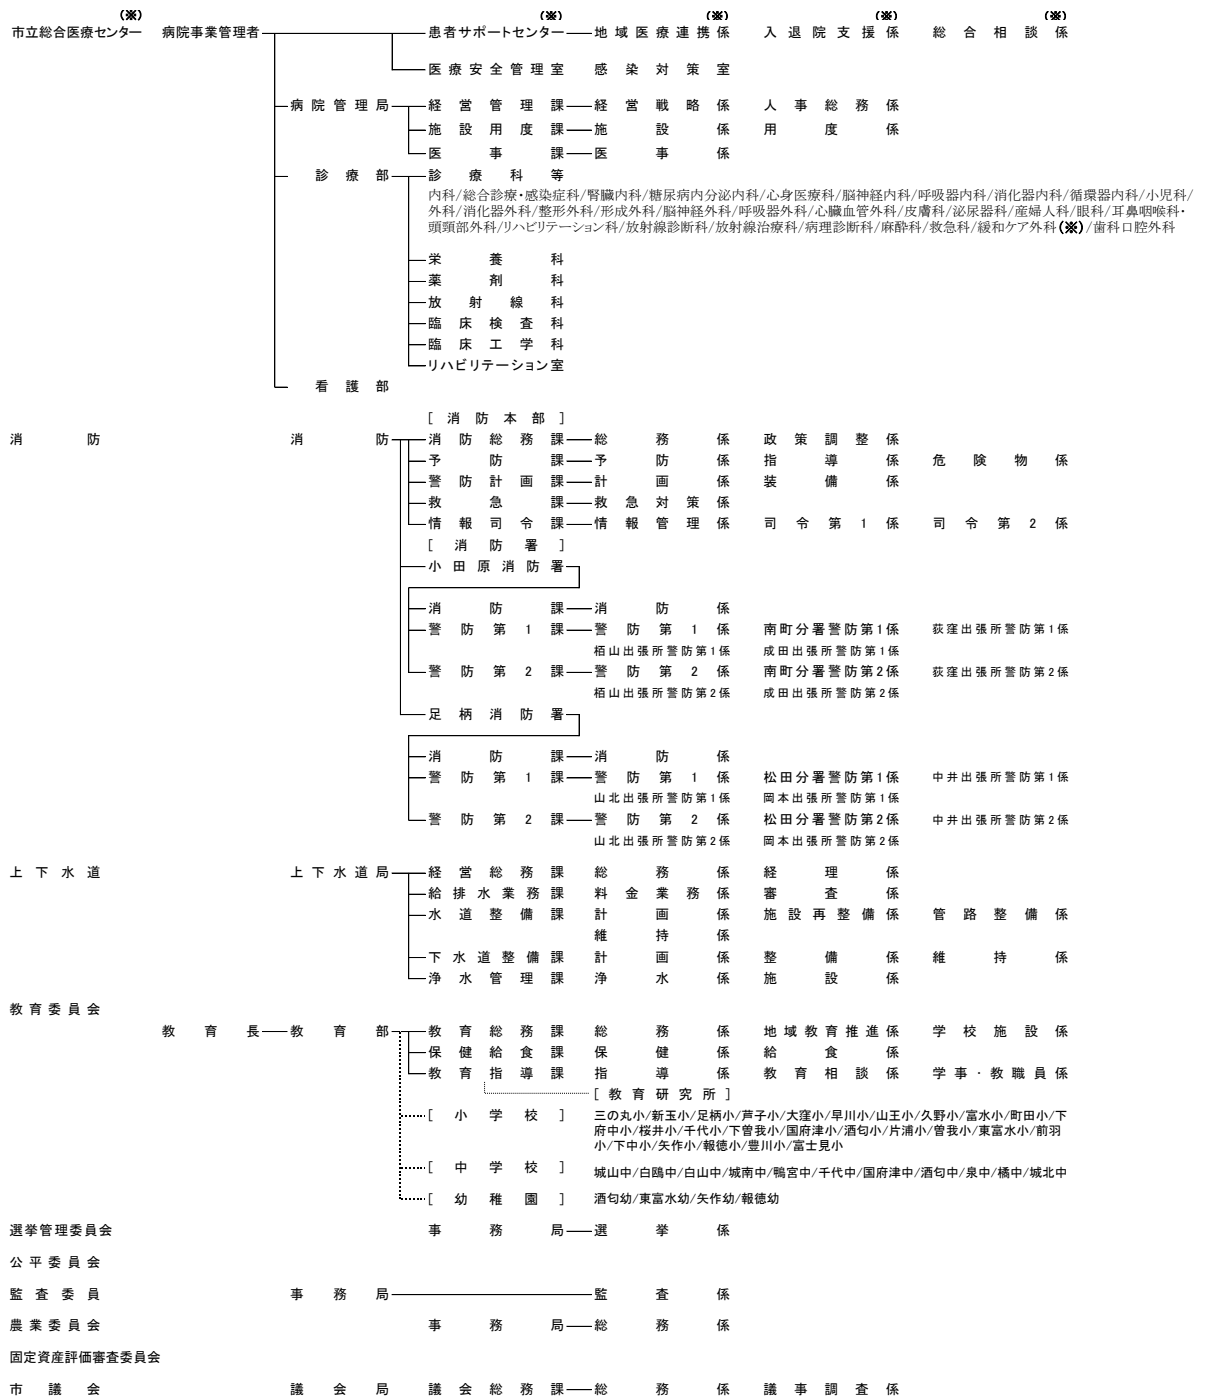 (※) (※) (※) (※) (※)
市立総合医療センター 病院事業管理者 患者サポートセンター 地域医療連携係 入退院支援係 総合相談係
医療安全管理室 感染対策室
病院管理局 経営管理課 経営戦略係 人事総務係
施設用度課 施設係 用度係
医事課 医事係
診療部 診療科等
内科/総合診療・感染症科/腎臓内科/糖尿病内分泌内科/心身医療科/脳神経内科/呼吸器内科/消化器内科/循環器内科/小児科/
外科/消化器外科/整形外科/形成外科/脳神経外科/呼吸器外科/心臓血管外科/皮膚科/泌尿器科/産婦人科/眼科/耳鼻咽喉科・
頭頸部外科/リハビリテーション科/放射線診断科/放射線治療科/病理診断科/麻酔科/救急科/緩和ケア外科(※)/歯科口腔外科
栄養科
薬剤科
放射線科
臨床検査科
臨床工学科
リハビリテーション室
看護部
[消防本部]
消防 消防 消防総務課 総務係 政策調整係
予防課 予防係 指導係 危険物係
警防計画課 計画係 装備係
救急課 救急対策係
情報司令課 情報管理係 司令第1係 司令第2係
[消防署]
小田原消防署
消防課 消防係
警防第1課 警防第1係 南町分署警防第1係 荻窪出張所警防第1係
栢山出張所警防第1係 成田出張所警防第1係
警防第2課 警防第2係 南町分署警防第2係 荻窪出張所警防第2係
栢山出張所警防第2係 成田出張所警防第2係
足柄消防署
消防課 消防係
警防第1課 警防第1係 松田分署警防第1係 中井出張所警防第1係
山北出張所警防第1係 岡本出張所警防第1係
警防第2課 警防第2係 松田分署警防第2係 中井出張所警防第2係
山北出張所警防第2係 岡本出張所警防第2係
上下水道 上下水道局 経営総務課 総務係 経理係
給排水業務課 料金業務係 審査係
水道整備課 計画係 施設再整備係 管路整備係
維持係
下水道整備課 計画係 整備係 維持係
浄水管理課 浄水係 施設係
教育委員会
教育長 教育部 教育総務課 総務係 地域教育推進係 学校施設係
保健給食課 保健係 給食係
教育指導課 指導係 教育相談係 学事・教職員係
[教育研究所]
[小学校] 三の丸小/新玉小/足柄小/芦子小/大窪小/早川小/山王小/久野小/富水小/町田小/下
府中小/桜井小/千代小/下曽我小/国府津小/酒匂小/片浦小/曽我小/東富水小/前羽
小/下中小/矢作小/報徳小/豊川小/富士見小
[中学校] 城山中/白鴎中/白山中/城南中/鴨宮中/千代中/国府津中/酒匂中/泉中/橘中/城北中
[幼稚園] 酒匂幼/東富水幼/矢作幼/報徳幼
選挙管理委員会 事務局 選挙係
公平委員会
監査委員 事務局 監査係
農業委員会 事務局 総務係
固定資産評価審査委員会
市議会 議会局 議会総務課 総務係 議事調査係